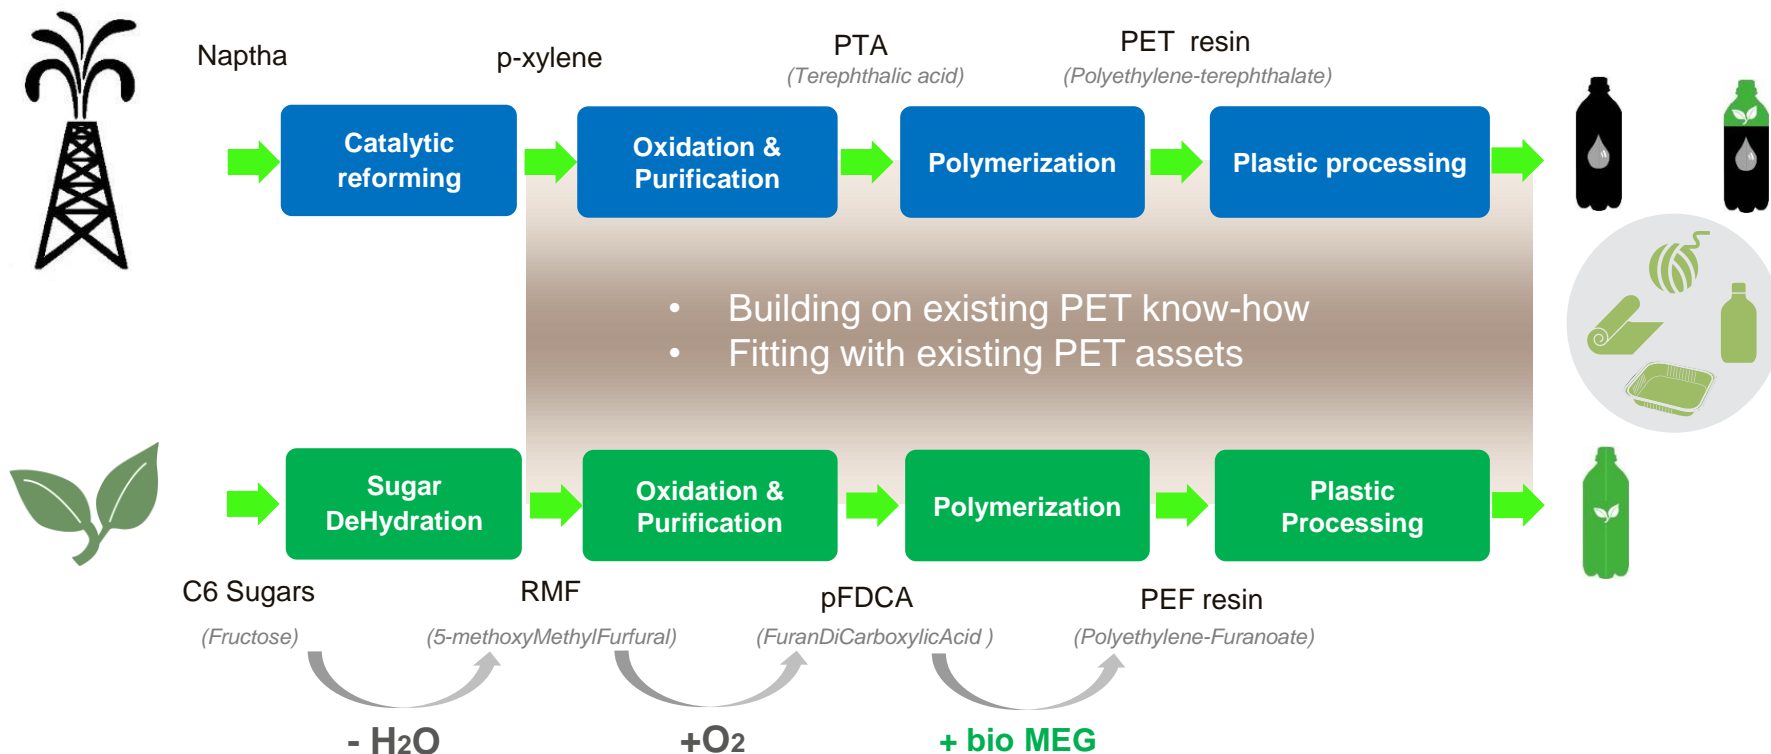 Naptha
p-xylene
PTA
(Terephthalic acid)
PET resin
(Polyethylene-terephthalate)
Catalytic
reforming
Oxidation &
Purification
Polymerization
Plastic processing
• Building on existing PET know-how
• Fitting with existing PET assets
Sugar
DeHydration
Oxidation &
Purification
Polymerization
Plastic
Processing
C6 Sugars
(Fructose)
RMF
(5-methoxyMethylFurfural)
pFDCA
(FuranDiCarboxylicAcid )
PEF resin
(Polyethylene-Furanoate)
- H2O
+O2
+ bio MEG